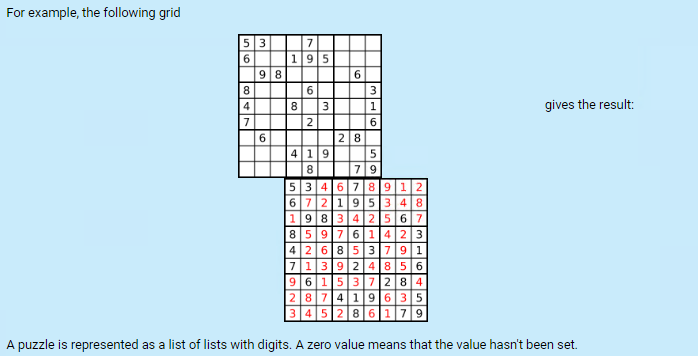 For example, the following grid
5 3 7
6 1 9 5
9 8 6
8 6 3
4 8 3 1
7 2 6
6 2 8
4 1 9 5
8 7 9
gives the result:
5 3 4 6 7 8 9 1 2
6 7 2 1 9 5 3 4 8
1 9 8 3 4 2 5 6 7
8 5 9 7 6 1 4 2 3
4 2 6 8 5 3 7 9 1
7 1 3 9 2 4 8 5 6
9 6 1 5 3 7 2 8 4
2 8 7 4 1 9 6 3 5
3 4 5 2 8 6 1 7 9
A puzzle is represented as a list of lists with digits. A zero value means that the value hasn't been set.